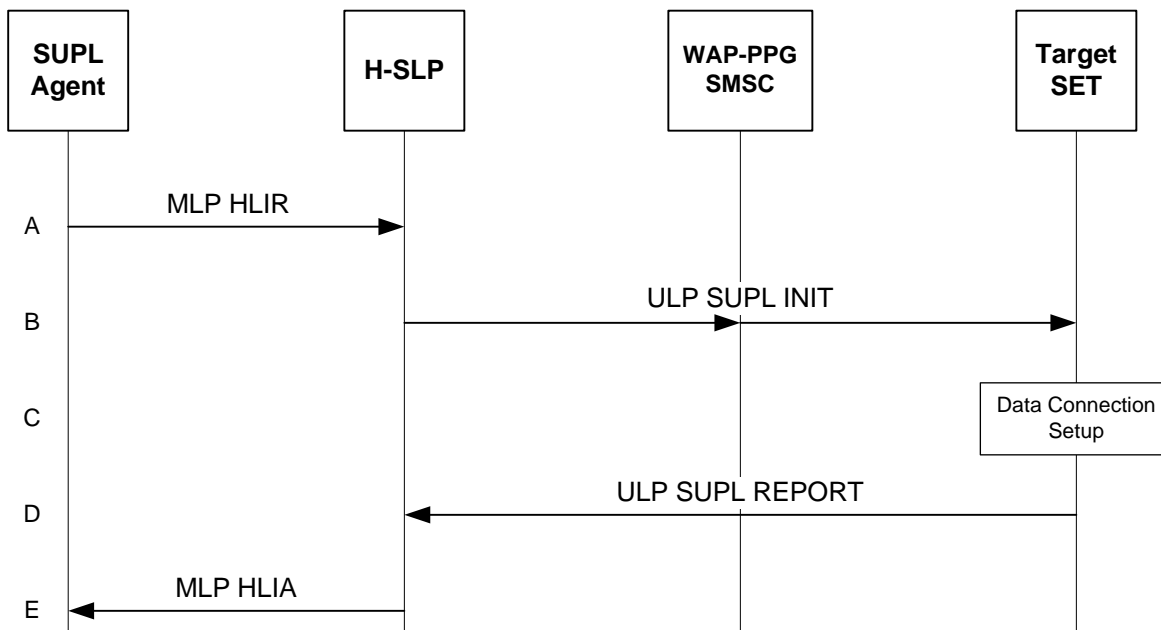 SUPL
Agent
H-SLP
WAP-PPG
SMSC
Target
SET
A
MLP HLIR
B
ULP SUPL INIT
C
Data Connection
Setup
D
ULP SUPL REPORT
E
MLP HLIA